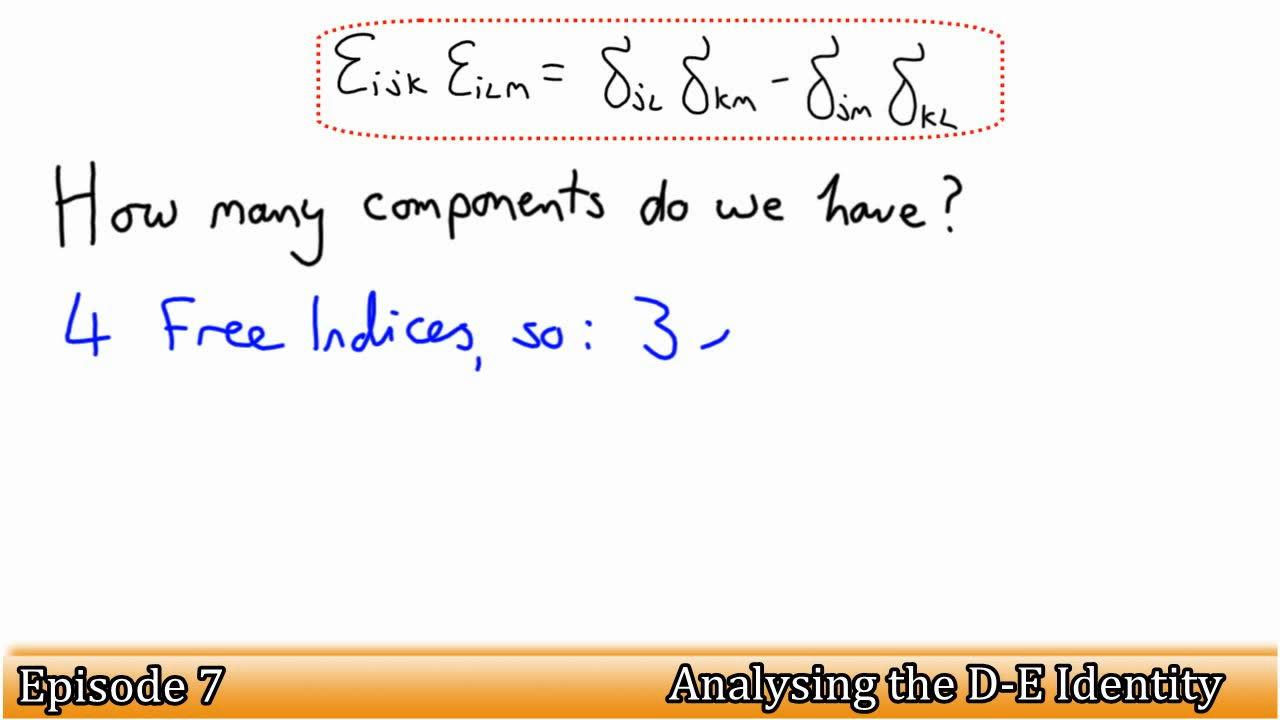 εijk εiLm = δjL δkm - δjm δkL
How many components do we have?
4 Free Indices, so: 3
Episode 7
Analysing the D-E Identity